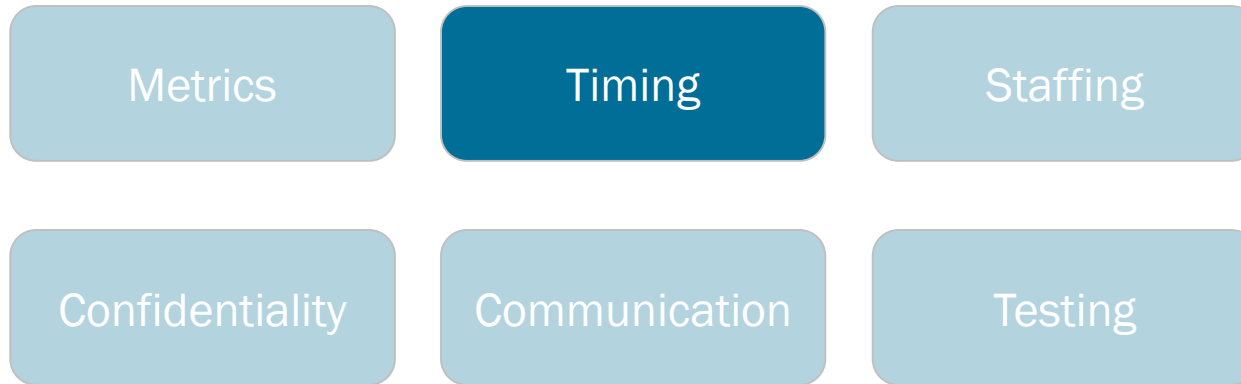 Metrics
Timing
Staffing
Confidentiality
Communication
Testing